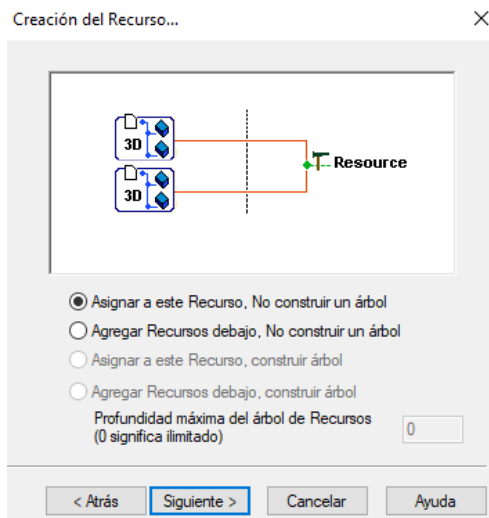 Creación del Recurso...
3D
Resource
3D
Asignar a este Recurso, No construir un árbol
Agregar Recursos debajo, No construir un árbol
Asignar a este Recurso, construir árbol
Agregar Recursos debajo, construir árbol
Profundidad máxima del árbol de Recursos
(0 significa ilimitado)
0
< Atrás
Siguiente >
Cancelar
Ayuda